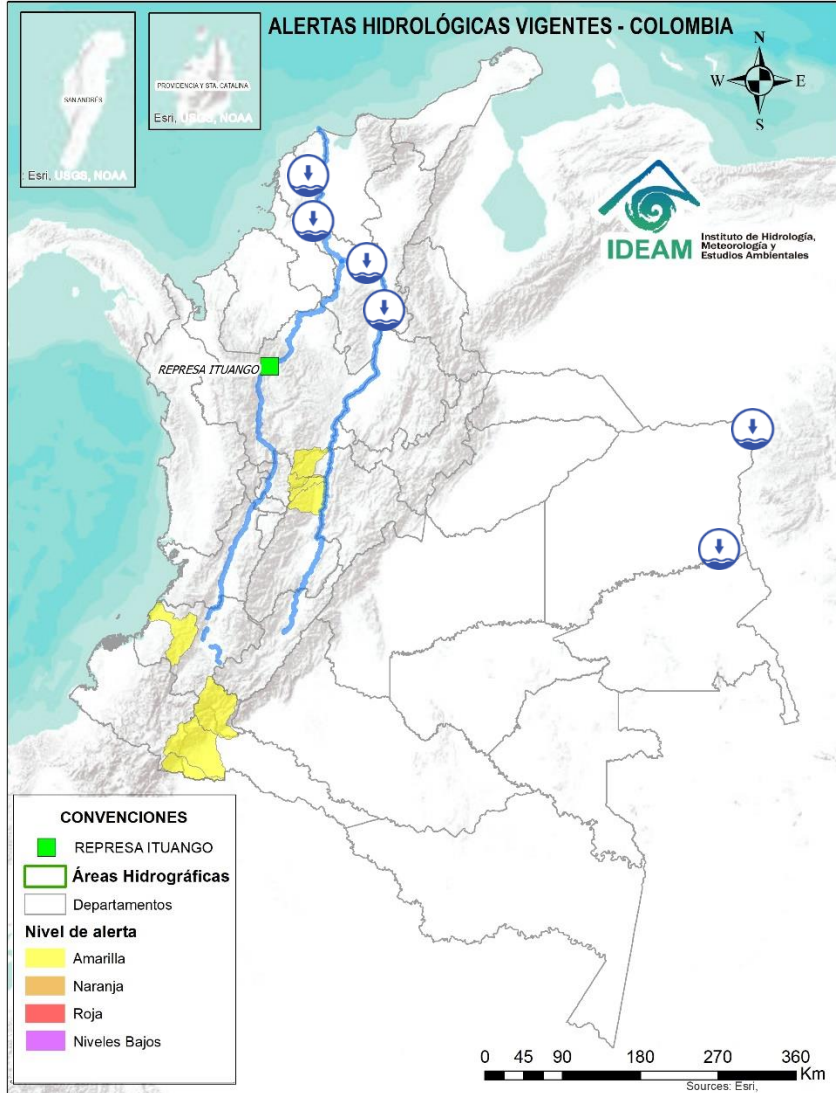 ALERTAS HIDROLÓGICAS VIGENTES - COLOMBIA
SAN ANDRÉS
Esri, USGS, NOAA
PROVIDENCIA Y STA. CATALINA
Esri, USGS, NOAA
N
W E
S
IDEAM
Instituto de Hidrología,
Meteorología y
Estudios Ambientales
REPRESA ITUANGO
CONVENCIONES
REPRESA ITUANGO
Áreas Hidrográficas
Departamentos
Nivel de alerta
Amarilla
Naranja
Roja
Niveles Bajos
0 45 90 180 270 360
Km
Sources: Esri,